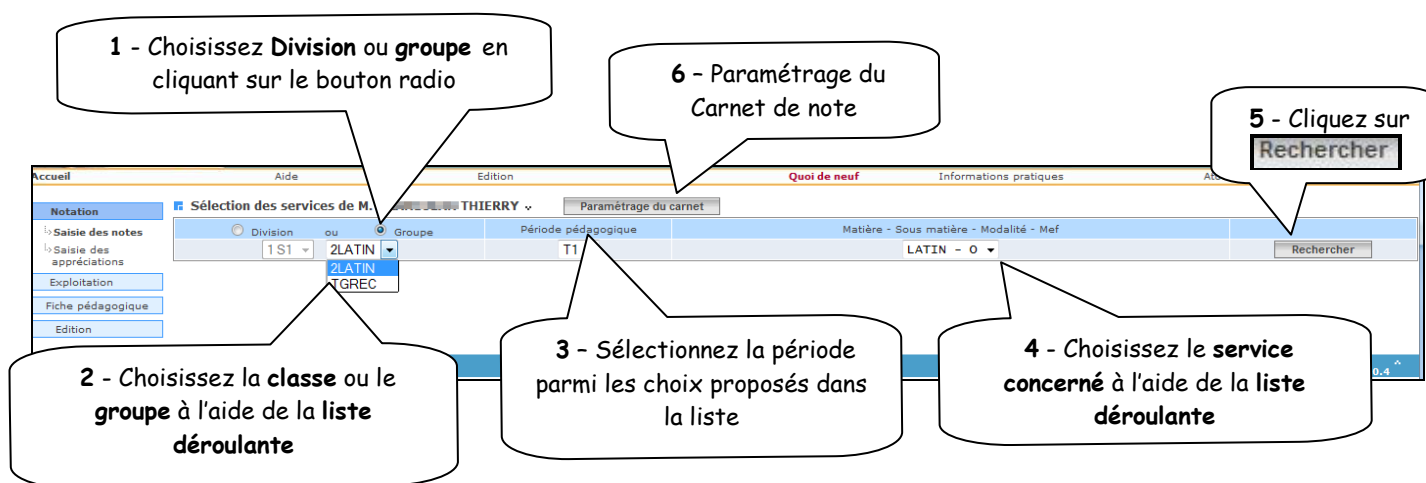 1 - Choisissez Division ou groupe en
cliquant sur le bouton radio
6 – Paramétrage du
Carnet de note
5 - Cliquez sur
Rechercher
Accueil Aide Edition Quoi de neuf Informations pratiques
Notation
Saisie des notes
Saisie des
appréciations
Exploitation
Fiche pédagogique
Edition
Sélection des services de M. THIERRY Paramétrage du carnet
Division ou Groupe Période pédagogique Matière - Sous matière - Modalité - Mef
1S1 2LATIN T1 LATIN - O Rechercher
2LATIN
TGREC
2 - Choisissez la classe ou le
groupe à l’aide de la liste
déroulante
3 – Sélectionnez la période
parmi les choix proposés dans
la liste
4 - Choisissez le service
concerné à l’aide de la liste
déroulante
0.4